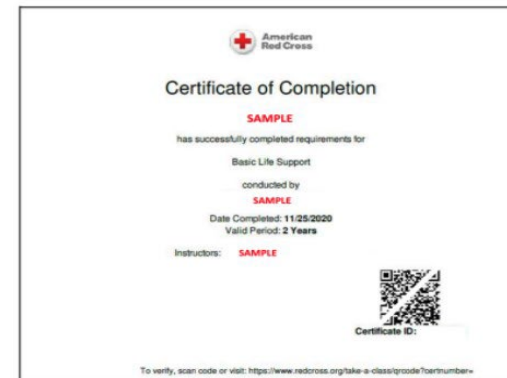 American
Red Cross
Certificate of Completion
SAMPLE
has successfully completed requirements for
Basic Life Support
conducted by
SAMPLE
Date Completed: 11/25/2020
Valid Period: 2 Years
Instructors: SAMPLE
Certificate ID:
To verify, scan code or visit: https://www.redcross.org/take-a-class/qrcode?certnumber=